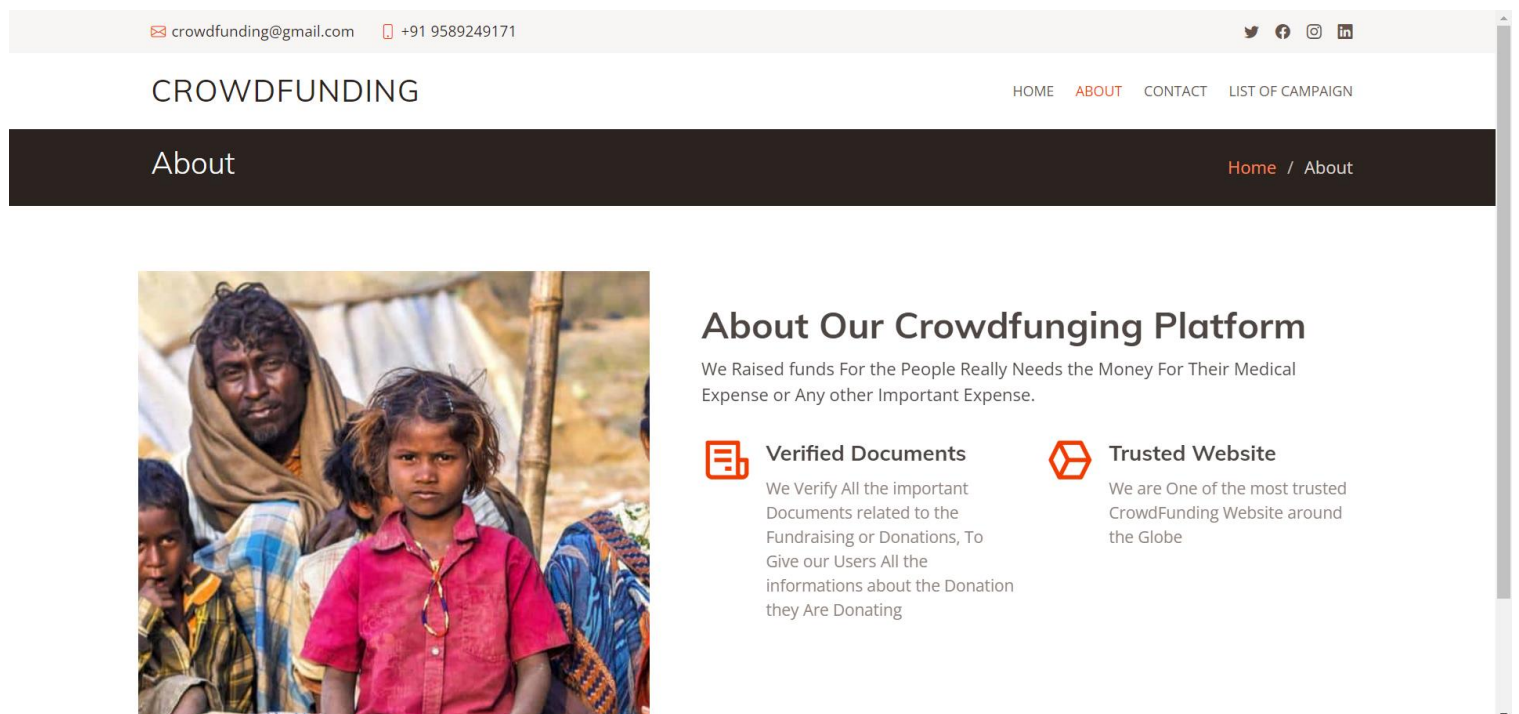 crowdfunding@gmail.com +91 9589249171
CROWDFUNDING
HOME ABOUT CONTACT LIST OF CAMPAIGN
About
Home / About
About Our Crowdfunging Platform
We Raised funds For the People Really Needs the Money For Their Medical
Expense or Any other Important Expense.
Verified Documents
We Verify All the important
Documents related to the
Fundraising or Donations, To
Give our Users All the
informations about the Donation
they Are Donating
Trusted Website
We are One of the most trusted
CrowdFunding Website around
the Globe